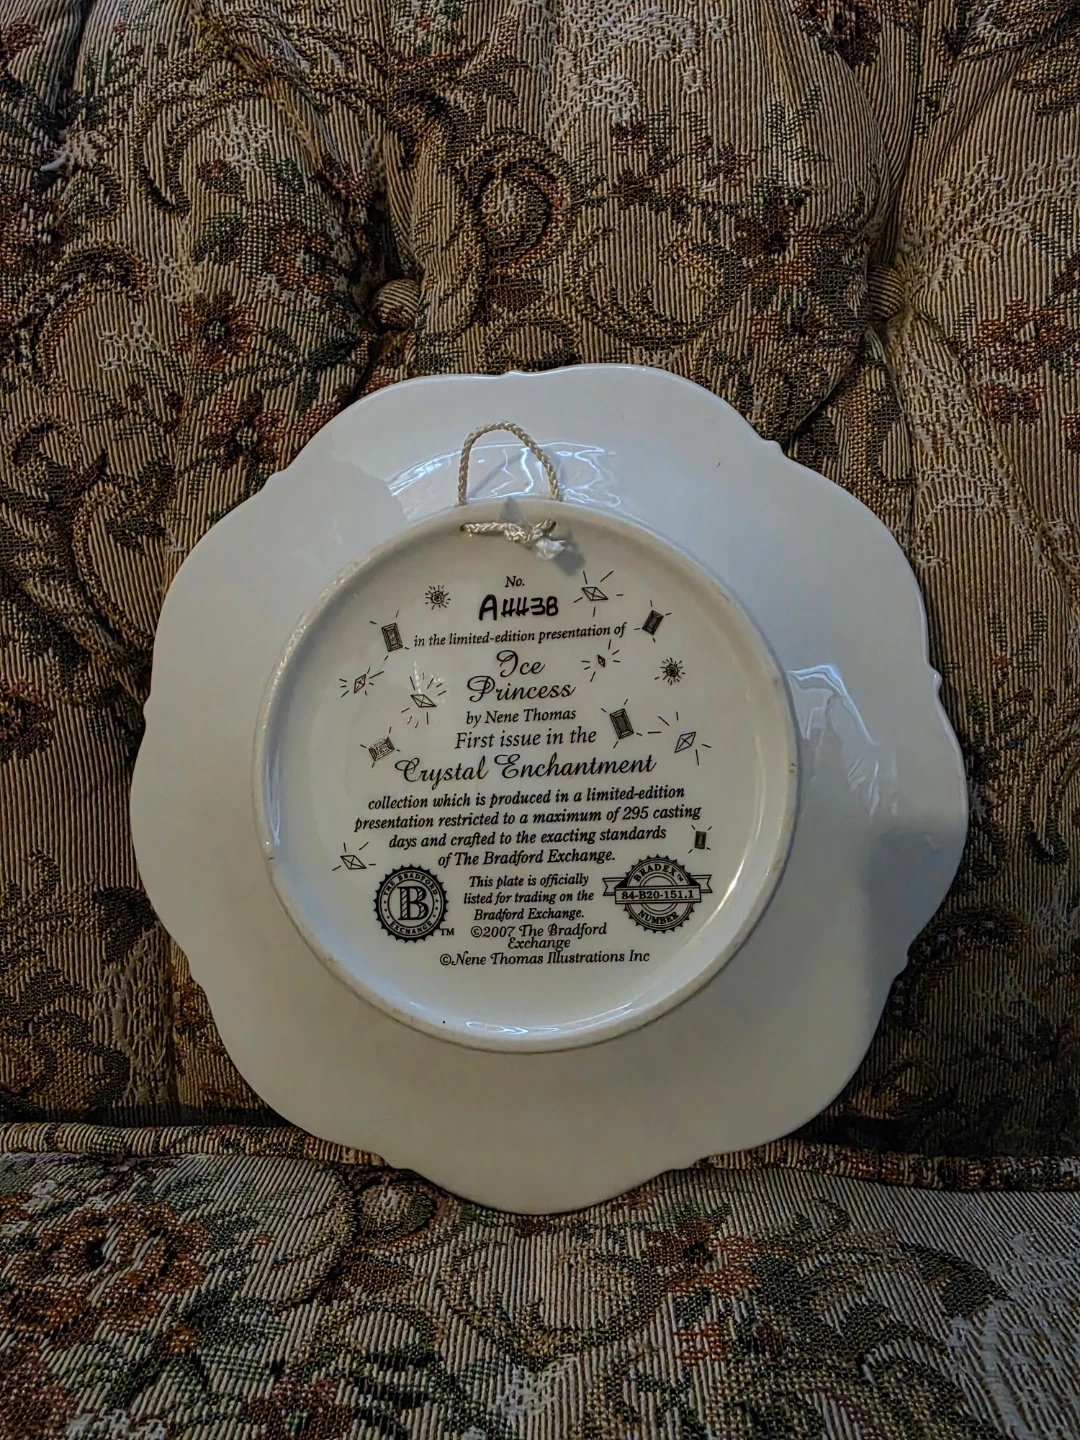 No.
A4438
in the limited-edition presentation of
Ice
Princess
by Nene Thomas
First issue in the
Crystal Enchantment
collection which is produced in a limited-edition
presentation restricted to a maximum of 295 casting
days and crafted to the exacting standards
of The Bradford Exchange.
THE BRADFORD
B
EXCHANGE
TM
This plate is officially
listed for trading on the
Bradford Exchange.
BRADEX™
84-B20-151.1
NUMBER
©2007 The Bradford
Exchange
©Nene Thomas Illustrations Inc